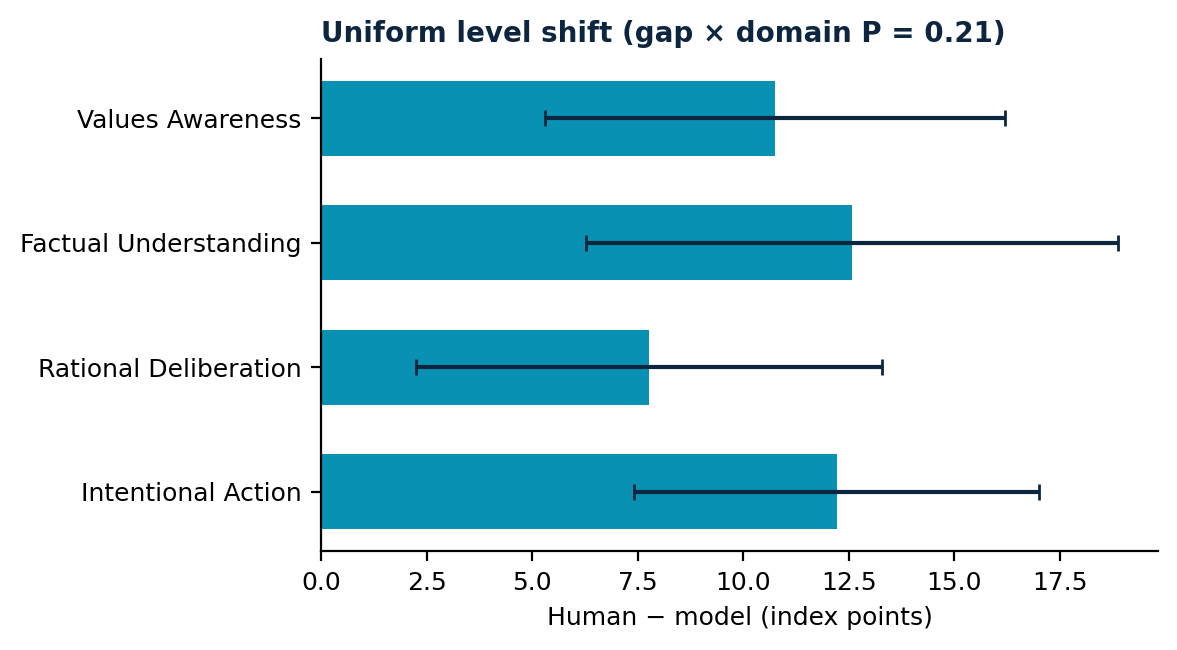 Uniform level shift (gap × domain P = 0.21)
Values Awareness
Factual Understanding
Rational Deliberation
Intentional Action
0.0 2.5 5.0 7.5 10.0 12.5 15.0 17.5
Human − model (index points)